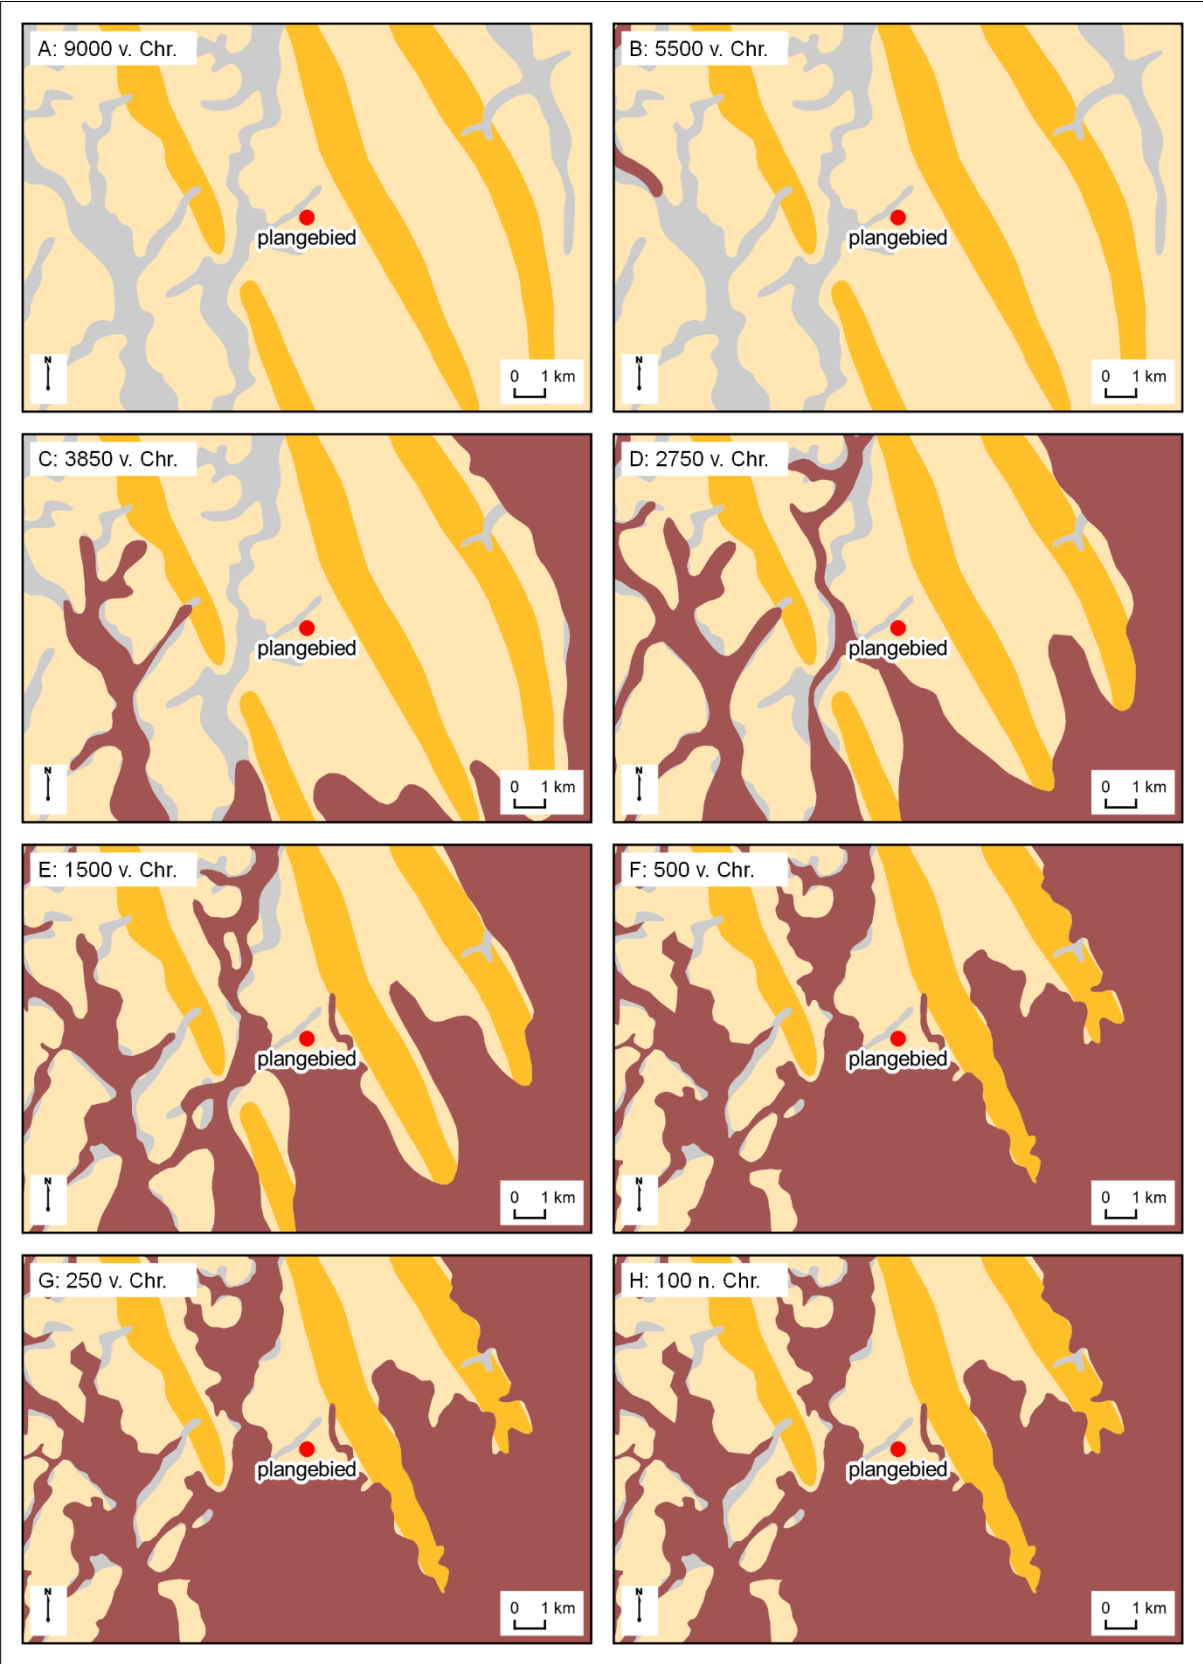 A: 9000 v. Chr.
plangebied
N
0 1 km
B: 5500 v. Chr.
plangebied
N
0 1 km
C: 3850 v. Chr.
plangebied
N
0 1 km
D: 2750 v. Chr.
plangebied
N
0 1 km
E: 1500 v. Chr.
plangebied
N
0 1 km
F: 500 v. Chr.
plangebied
N
0 1 km
G: 250 v. Chr.
plangebied
N
0 1 km
H: 100 n. Chr.
plangebied
N
0 1 km